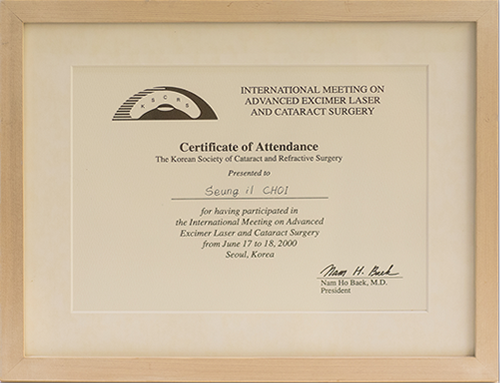 KSCRS
INTERNATIONAL MEETING ON
ADVANCED EXCIMER LASER
AND CATARACT SURGERY
Certificate of Attendance
The Korean Society of Cataract and Refractive Surgery
Presented to
Seung il CHOI
for having participated in
the International Meeting on Advanced
Excimer Laser and Cataract Surgery
from June 17 to 18, 2000
Seoul, Korea
Nam H. Baek
Nam Ho Baek, M.D.
President